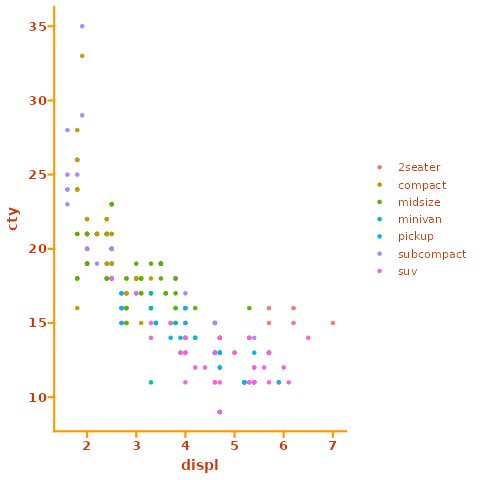 35
30
25
20
15
10
cty
2 3 4 5 6 7
displ
2seater
compact
midsize
minivan
pickup
subcompact
suv